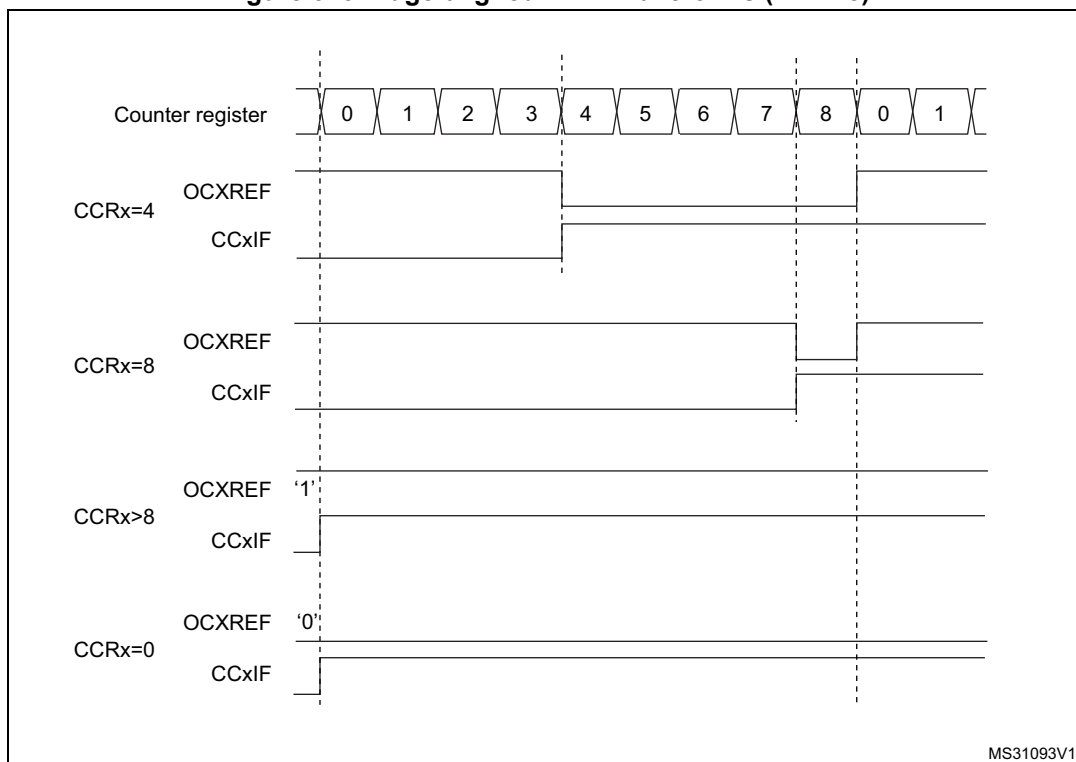 Counter register 0 1 2 3 4 5 6 7 8 0 1
OCXREF
CCRx=4
CCxIF
OCXREF
CCRx=8
CCxIF
OCXREF ‘1’
CCRx>8
CCxIF
OCXREF ‘0’
CCRx=0
CCxIF
MS31093V1